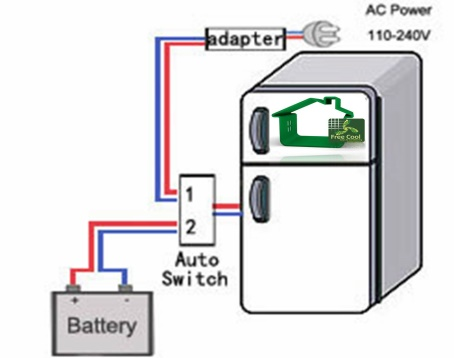 AC Power
adapter
110-240V
Free Cool
1
2
Auto
Switch
+ -
Battery